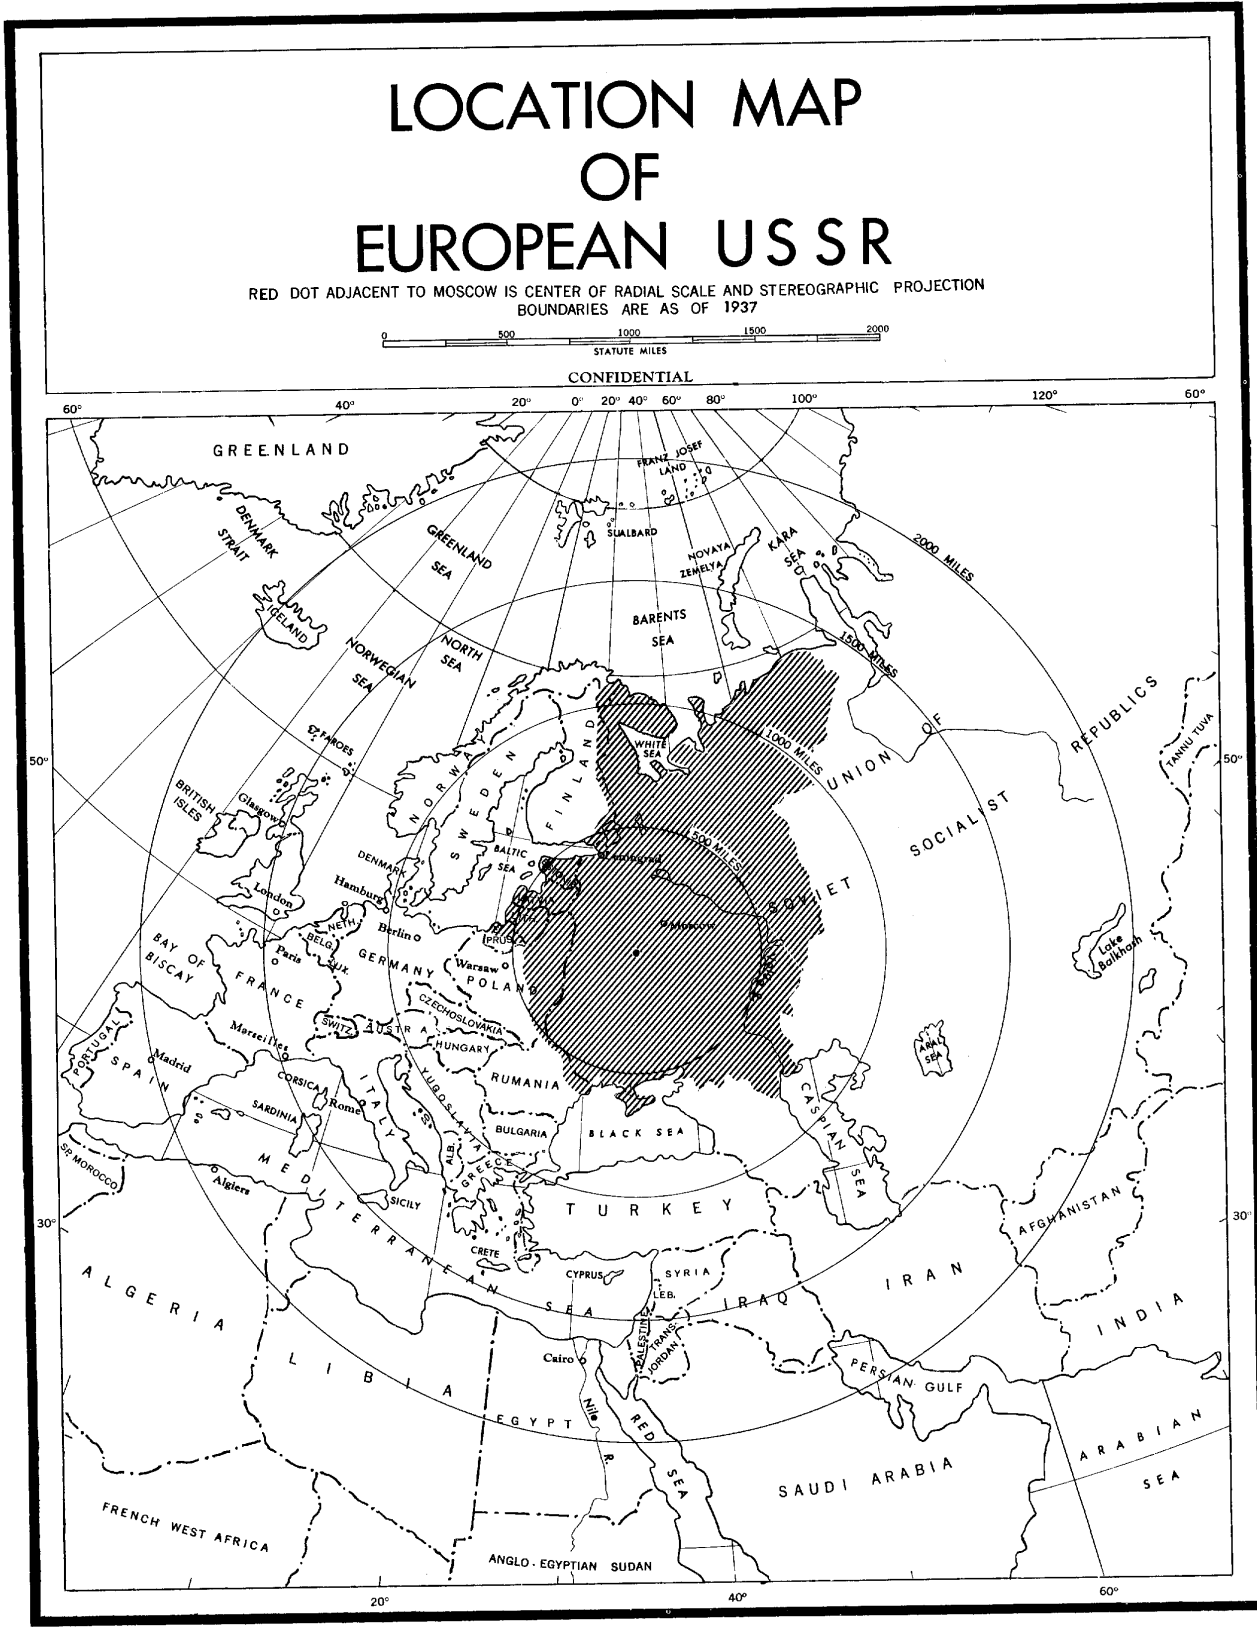 LOCATION MAP
OF
EUROPEAN USSR
RED DOT ADJACENT TO MOSCOW IS CENTER OF RADIAL SCALE AND STEREOGRAPHIC PROJECTION
BOUNDARIES ARE AS OF 1937
0 500 1000 1500 2000
STATUTE MILES
CONFIDENTIAL
60° 40° 20° 0° 20° 40° 60° 80° 100° 120° 60°
GREENLAND
FRANZ JOSEF
LAND
DENMARK
STRAIT
GREENLAND
SEA
SUALBARD
NOVAYA
ZEMELYA
KARA
SEA
2000 MILES
ICELAND
BARENTS
SEA
NORWEGIAN
SEA
NORTH
SEA
1500 MILES
UNION OF
SOVIET
SOCIALIST
REPUBLICS
TANNU TUVA
FAROES
NORWAY
SWEDEN
FINLAND
WHITE
SEA
1000 MILES
50°
50°
BRITISH
ISLES
Glasgow
DENMARK
BALTIC
SEA
Leningrad
500 MILES
London
Hamburg
NETH.
BELG.
LUX.
Berlin
PRUS.
Moscow
BAY OF
BISCAY
Paris
FRANCE
GERMANY
Warsaw
POLAND
Lake
Balkhash
CZECHOSLOVAKIA
SWITZ.
AUSTRIA
HUNGARY
ARAL
SEA
PORTUGAL
SPAIN
Madrid
Marseilles
CORSICA
SARDINIA
ITALY
Rome
YUGOSLAVIA
RUMANIA
BULGARIA
BLACK SEA
CASPIAN
SEA
ALB.
GREECE
SP. MOROCCO
Algiers
MEDITERRANEAN SEA
SICILY
CRETE
TURKEY
CYPRUS
SYRIA
LEB.
PALESTINE
TRANS-
JORDAN
IRAQ
IRAN
AFGHANISTAN
INDIA
30°
30°
ALGERIA
LIBIA
EGYPT
Cairo
Nile
R.
RED
SEA
PERSIAN GULF
SAUDI ARABIA
ARABIAN
SEA
FRENCH WEST AFRICA
ANGLO-EGYPTIAN SUDAN
20° 40° 60°